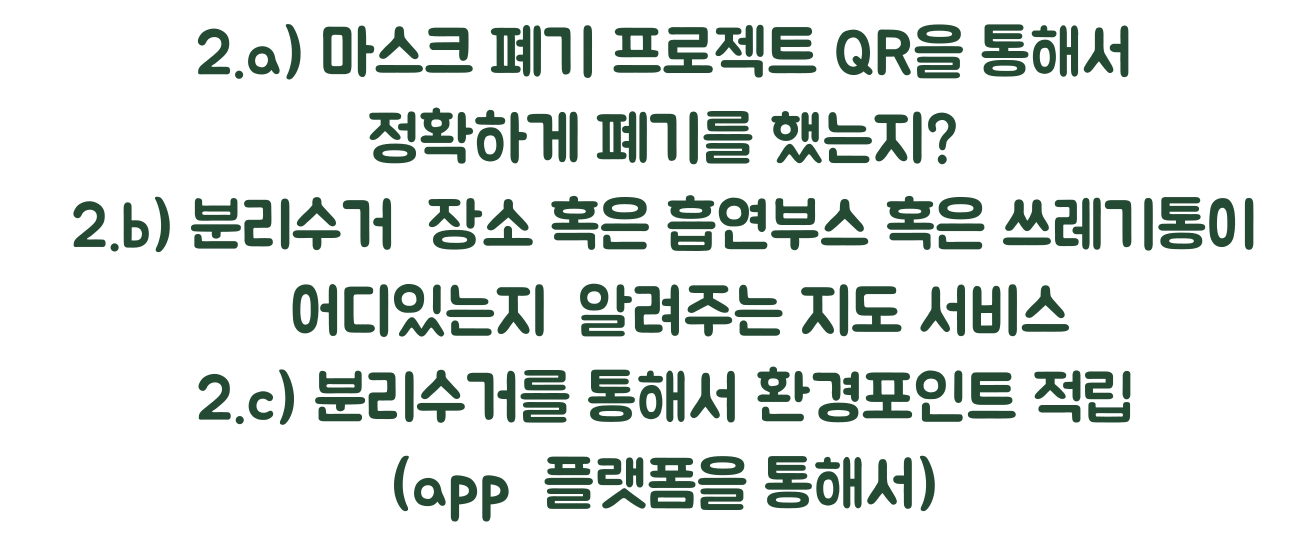 2.a) 마스크 폐기 프로젝트 QR을 통해서
정확하게 폐기를 했는지?
2.b) 분리수거 장소 혹은 흡연부스 혹은 쓰레기통이
어디있는지 알려주는 지도 서비스
2.c) 분리수거를 통해서 환경포인트 적립
(app 플랫폼을 통해서)